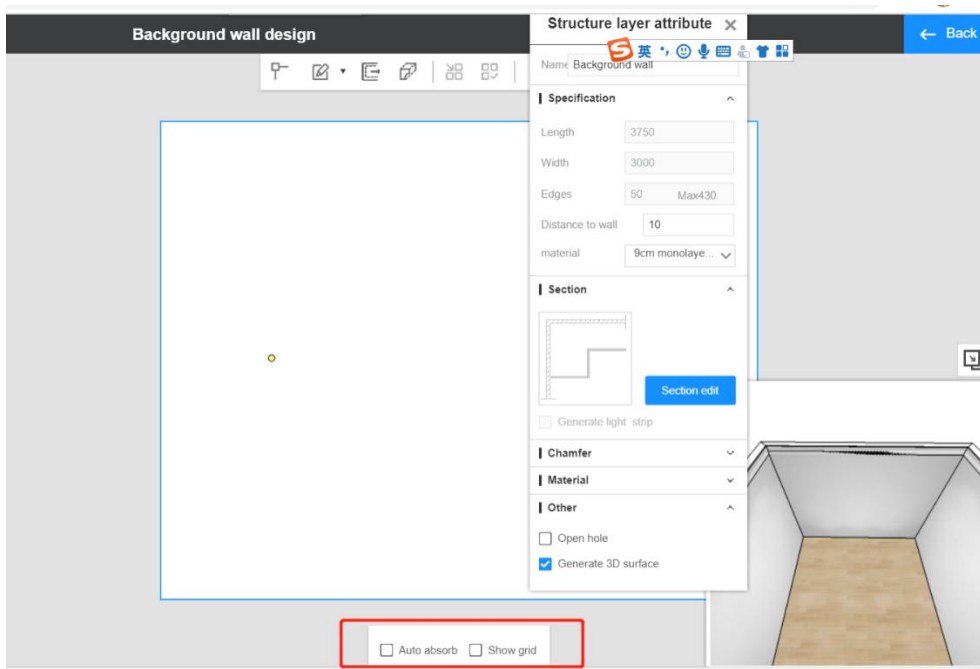 Background wall design
Structure layer attribute
Back
英
Name Background wall
Specification
Length 3750
Width 3000
Edges 50 Max430
Distance to wall 10
material 9cm monolaye...
Section
Section edit
Generate light strip
Chamfer
Material
Other
Open hole
Generate 3D surface
Auto absorb Show grid